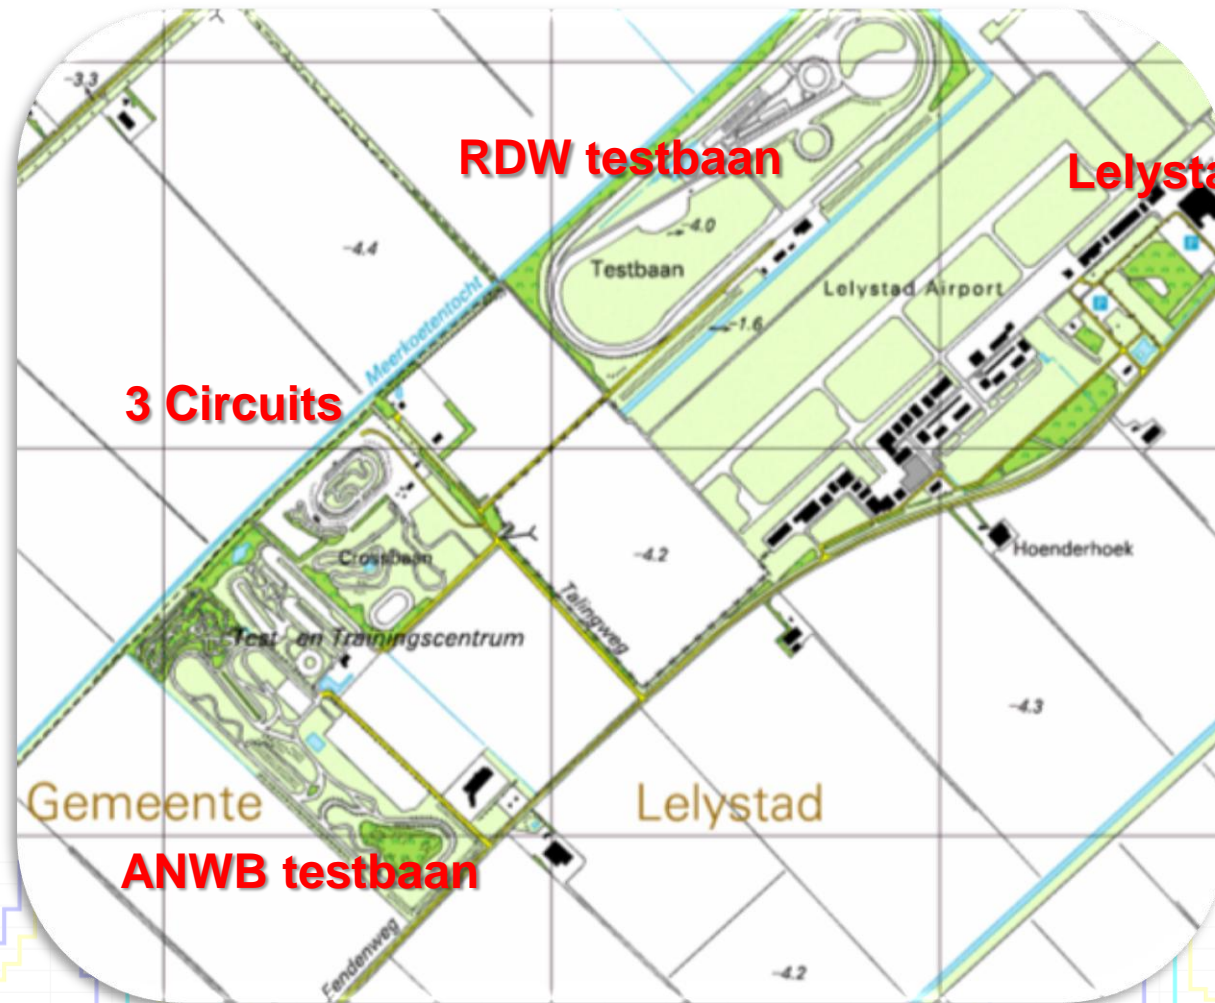 -3.3
RDW testbaan
Lelysta
-4.0
-4.4
Testbaan
Lelystad Airport
-1.6
Meerkoetentocht
3 Circuits
Crossbaan
-4.2
Hoenderhoek
Talingweg
Test en Trainingscentrum
-4.3
Gemeente Lelystad
ANWB testbaan
Eendenweg
-4.2
P
P